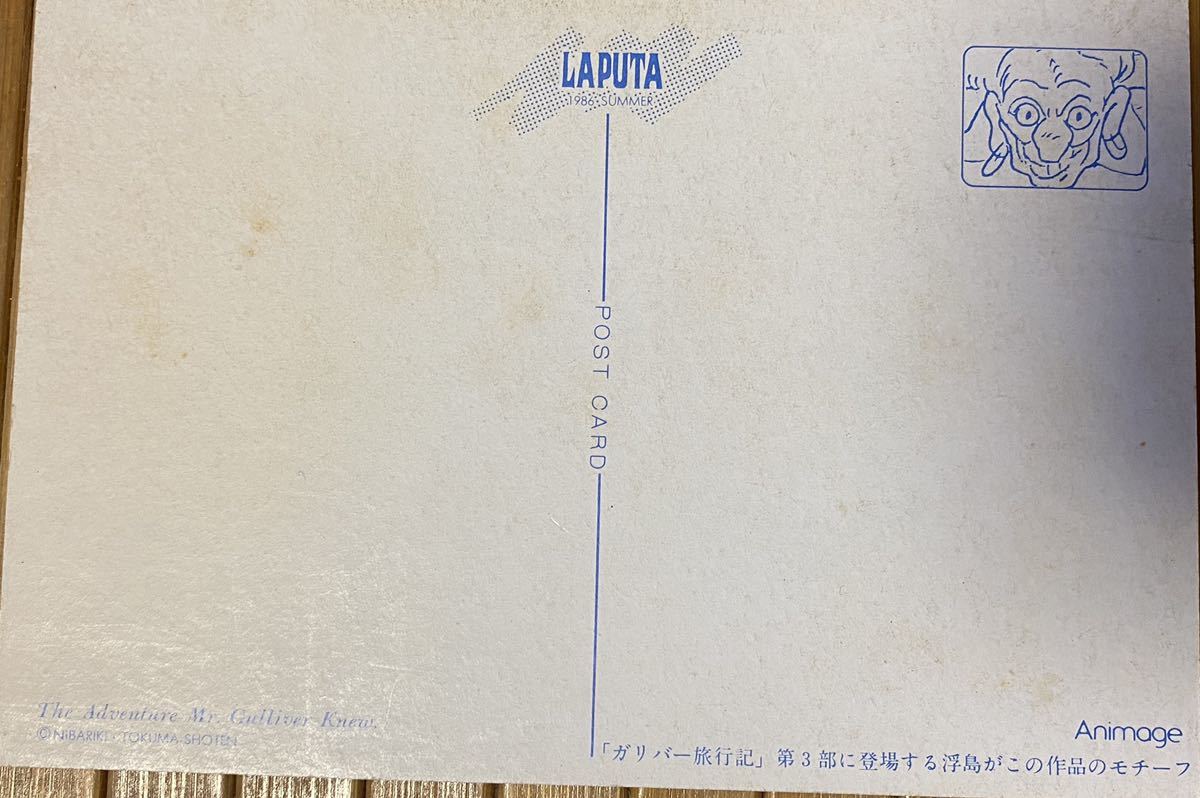 LAPUTA
1986・SUMMER
POST CARD
The Adventure Mr. Gulliver Knew.
©NIBARIKI・TOKUMA-SHOTEN
Animage
「ガリバー旅行記」第3部に登場する浮島がこの作品のモチーフ